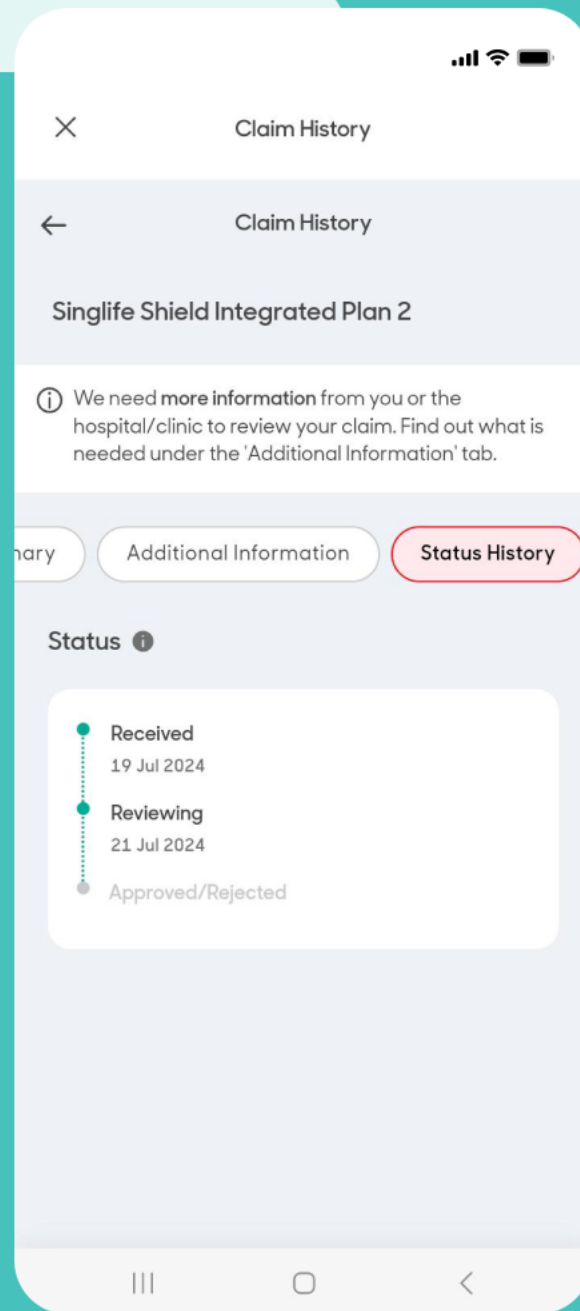 Claim History
Claim History
Singlife Shield Integrated Plan 2
We need more information from you or the
hospital/clinic to review your claim. Find out what is
needed under the 'Additional Information' tab.
nary Additional Information Status History
Status
Received
19 Jul 2024
Reviewing
21 Jul 2024
Approved/Rejected